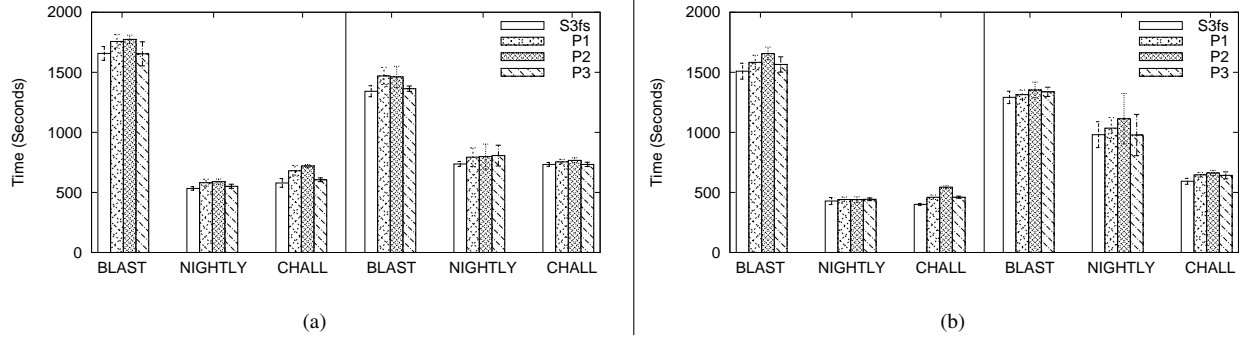 Time (Seconds)
2000
1500
1000
500
0
S3fs
P1
P2
P3
BLAST NIGHTLY CHALL BLAST NIGHTLY CHALL
(a)
Time (Seconds)
2000
1500
1000
500
0
S3fs
P1
P2
P3
BLAST NIGHTLY CHALL BLAST NIGHTLY CHALL
(b)